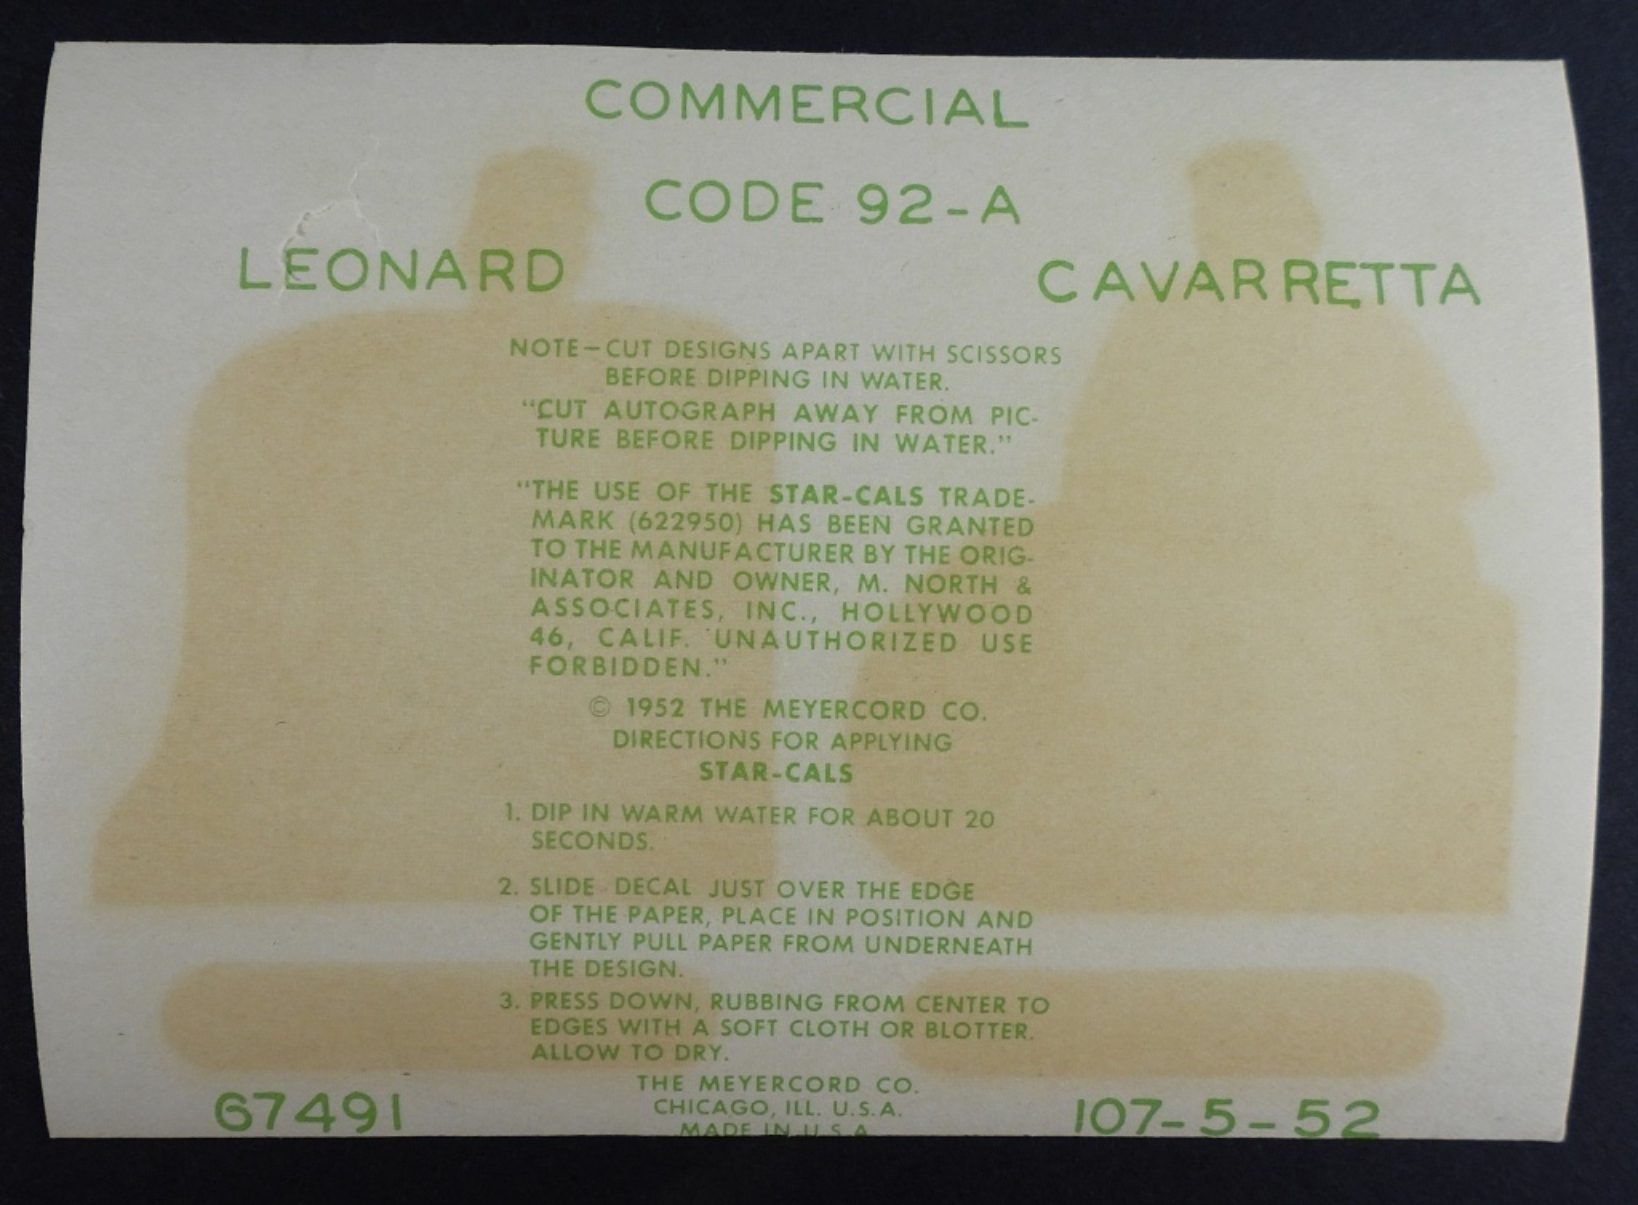 COMMERCIAL
CODE 92-A
LEONARD CAVARRETTA
NOTE—CUT DESIGNS APART WITH SCISSORS
BEFORE DIPPING IN WATER.
"CUT AUTOGRAPH AWAY FROM PIC-
TURE BEFORE DIPPING IN WATER."
"THE USE OF THE STAR-CALS TRADE-
MARK (622950) HAS BEEN GRANTED
TO THE MANUFACTURER BY THE ORIG-
INATOR AND OWNER, M. NORTH &
ASSOCIATES, INC., HOLLYWOOD
46, CALIF. UNAUTHORIZED USE
FORBIDDEN."
© 1952 THE MEYERCORD CO.
DIRECTIONS FOR APPLYING
STAR-CALS
1. DIP IN WARM WATER FOR ABOUT 20
SECONDS.
2. SLIDE DECAL JUST OVER THE EDGE
OF THE PAPER, PLACE IN POSITION AND
GENTLY PULL PAPER FROM UNDERNEATH
THE DESIGN.
3. PRESS DOWN, RUBBING FROM CENTER TO
EDGES WITH A SOFT CLOTH OR BLOTTER.
ALLOW TO DRY.
THE MEYERCORD CO.
CHICAGO, ILL. U.S.A.
MADE IN U.S.A.
67491 107-5-52